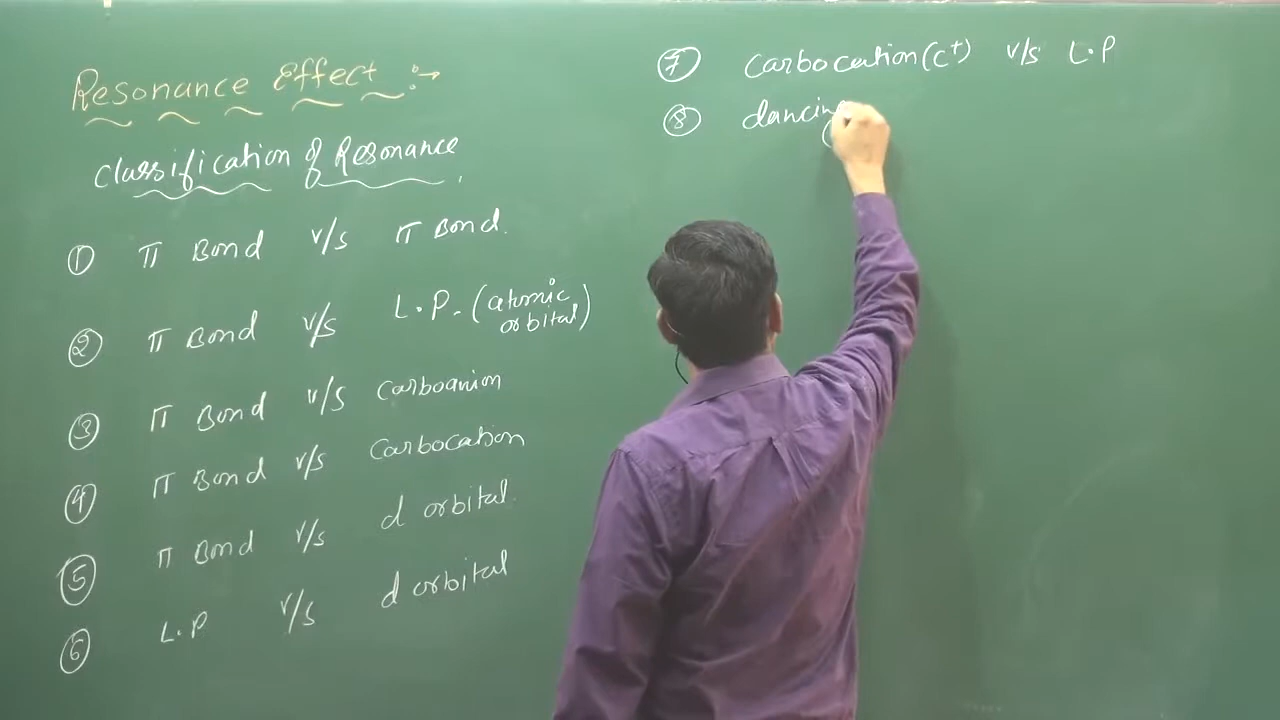 Resonance Effect :→
Classification of Resonance
① π Bond v/s π Bond.
② π Bond v/s L.P. (atomic orbital)
③ π Bond v/s carboanion
④ π Bond v/s carbocation
⑤ π Bond v/s d orbital.
⑥ L.P v/s d orbital
⑦ carbocation (C+) v/s L.P
⑧ dancing